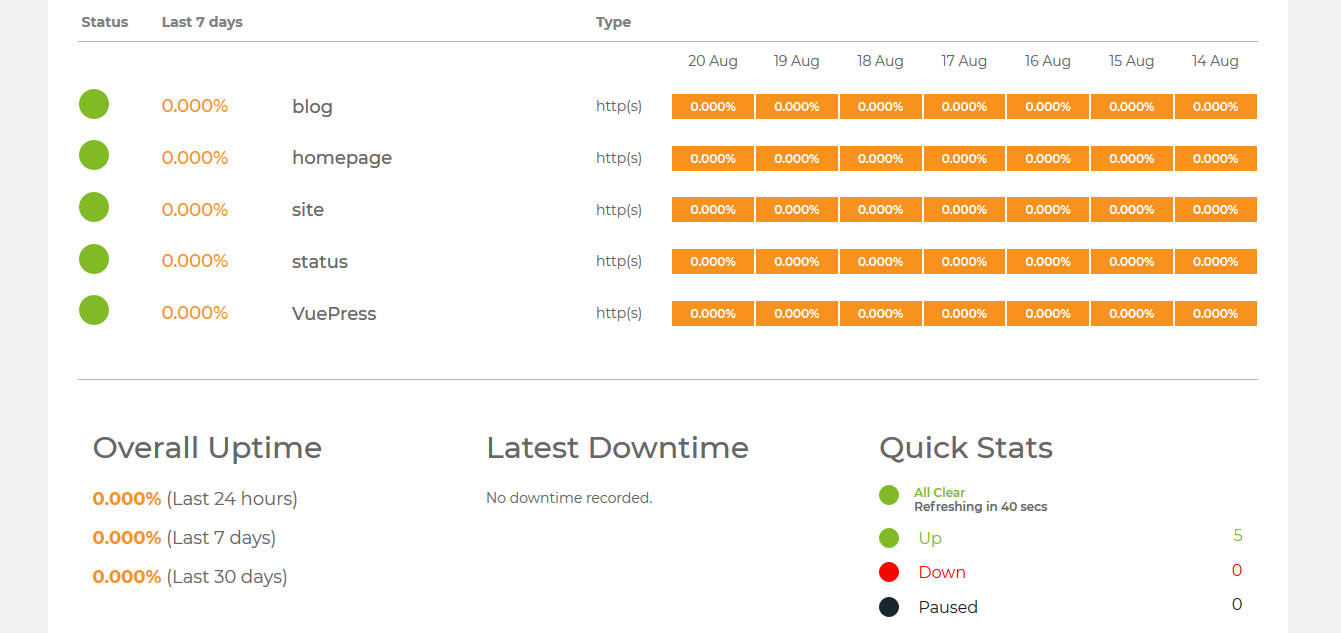 Status Last 7 days Type
20 Aug 19 Aug 18 Aug 17 Aug 16 Aug 15 Aug 14 Aug
0.000% blog http(s) 0.000% 0.000% 0.000% 0.000% 0.000% 0.000% 0.000%
0.000% homepage http(s) 0.000% 0.000% 0.000% 0.000% 0.000% 0.000% 0.000%
0.000% site http(s) 0.000% 0.000% 0.000% 0.000% 0.000% 0.000% 0.000%
0.000% status http(s) 0.000% 0.000% 0.000% 0.000% 0.000% 0.000% 0.000%
0.000% VuePress http(s) 0.000% 0.000% 0.000% 0.000% 0.000% 0.000% 0.000%
Overall Uptime
0.000% (Last 24 hours)
0.000% (Last 7 days)
0.000% (Last 30 days)
Latest Downtime
No downtime recorded.
Quick Stats
All Clear
Refreshing in 40 secs
Up 5
Down 0
Paused 0